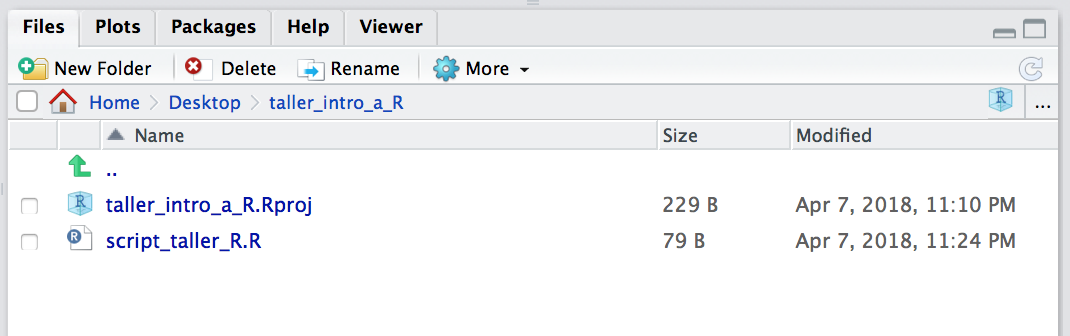 Files Plots Packages Help Viewer
New Folder Delete Rename More
Home Desktop taller_intro_a_R R ...
Name Size Modified
..
R taller_intro_a_R.Rproj 229 B Apr 7, 2018, 11:10 PM
R script_taller_R.R 79 B Apr 7, 2018, 11:24 PM